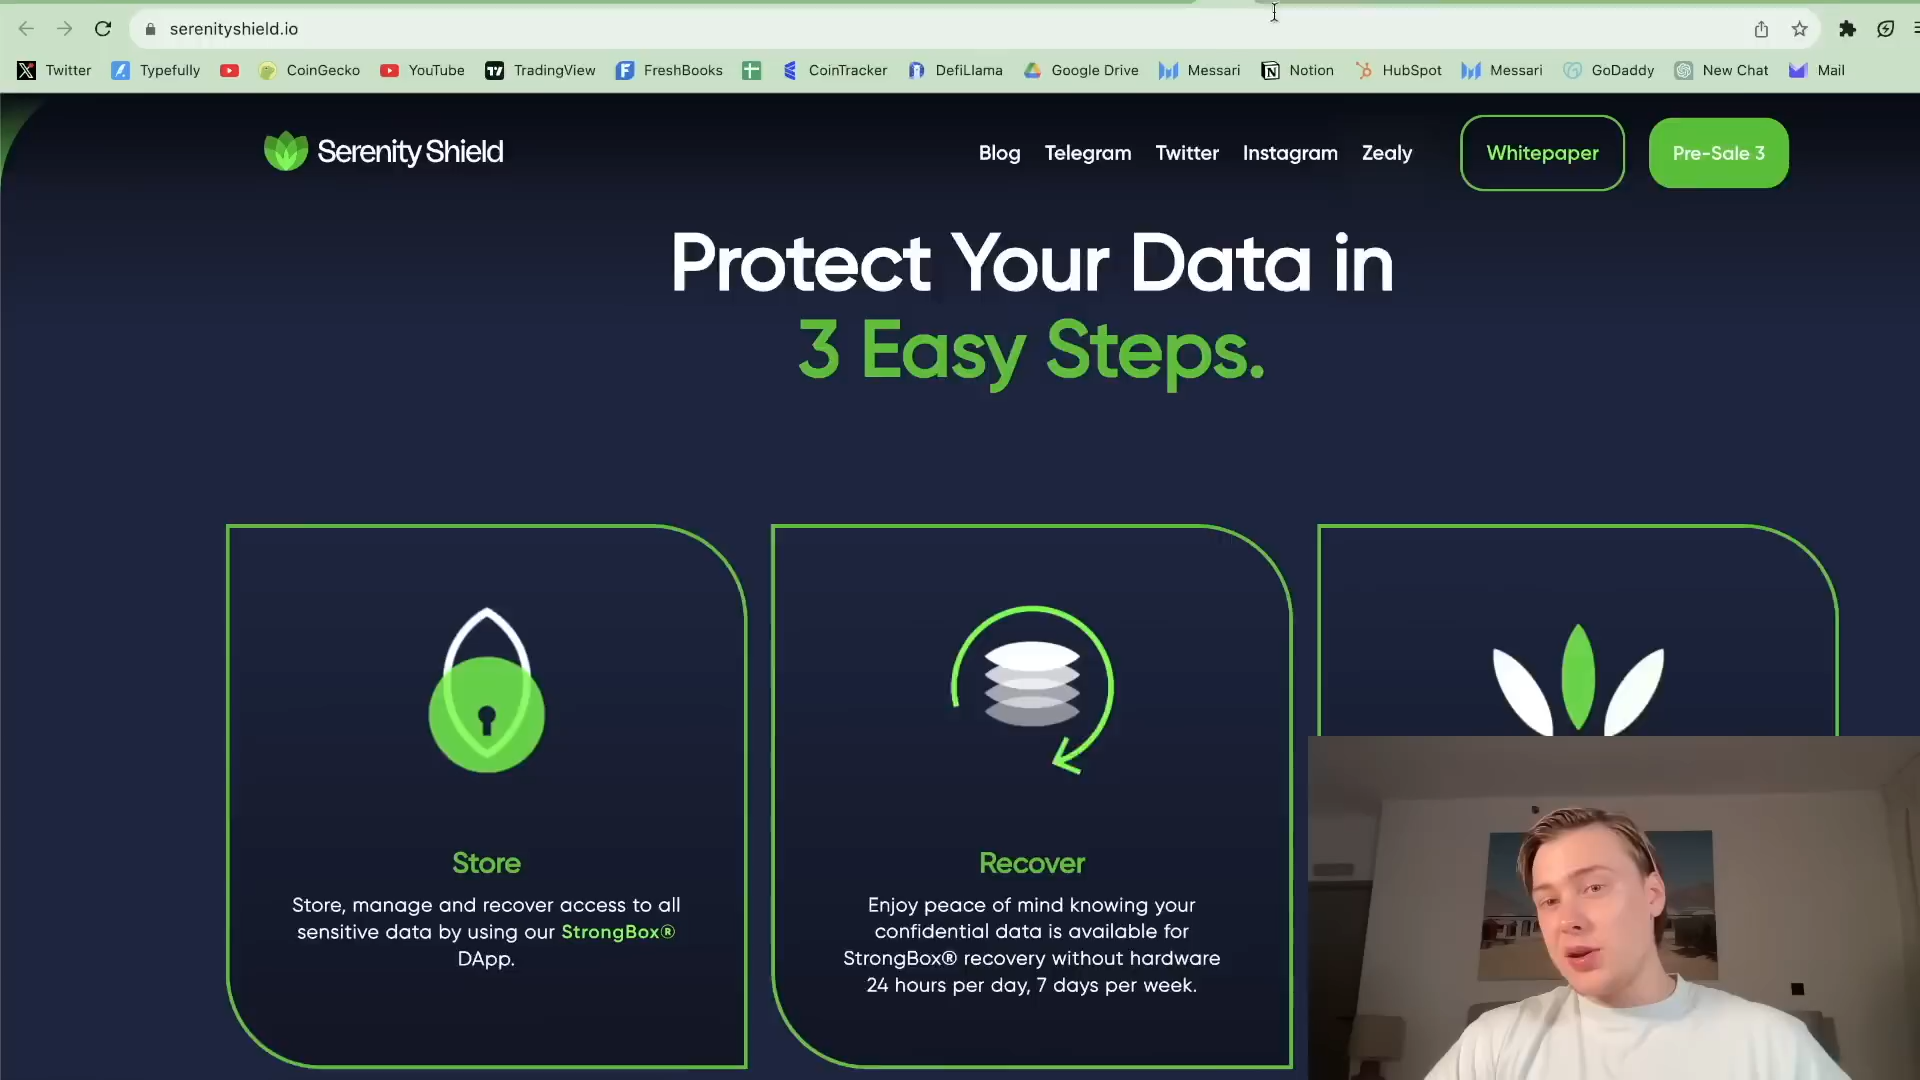 serenityshield.io
Twitter Typefully CoinGecko YouTube TradingView FreshBooks CoinTracker DefiLlama Google Drive Messari Notion HubSpot Messari GoDaddy New Chat Mail
Serenity Shield Blog Telegram Twitter Instagram Zealy Whitepaper Pre-Sale 3
Protect Your Data in
3 Easy Steps.
Store
Store, manage and recover access to all
sensitive data by using our StrongBox®
DApp.
Recover
Enjoy peace of mind knowing your
confidential data is available for
StrongBox® recovery without hardware
24 hours per day, 7 days per week.